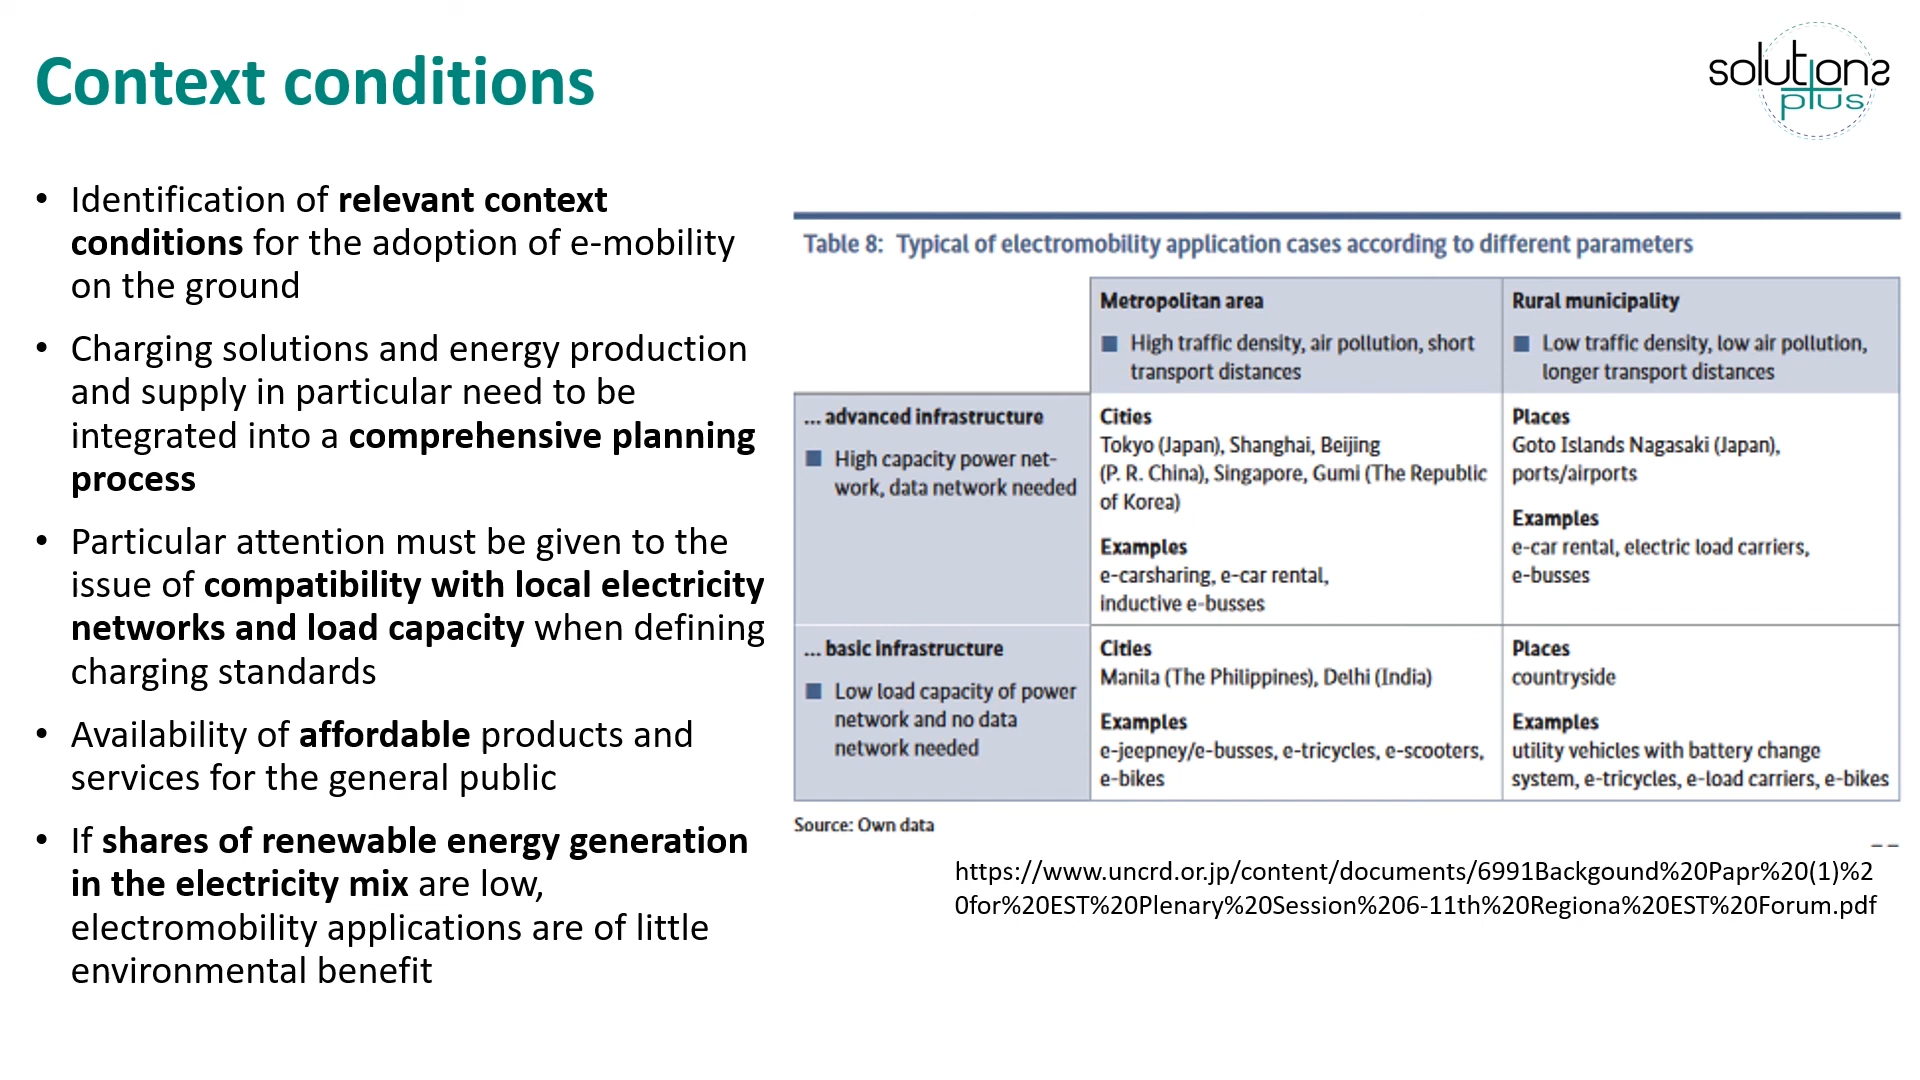 Context conditions
solutions
plus
• Identification of relevant context
conditions for the adoption of e-mobility
on the ground
• Charging solutions and energy production
and supply in particular need to be
integrated into a comprehensive planning
process
• Particular attention must be given to the
issue of compatibility with local electricity
networks and load capacity when defining
charging standards
• Availability of affordable products and
services for the general public
• If shares of renewable energy generation
in the electricity mix are low,
electromobility applications are of little
environmental benefit
Table 8: Typical of electromobility application cases according to different parameters
Metropolitan area
High traffic density, air pollution, short
transport distances
Rural municipality
Low traffic density, low air pollution,
longer transport distances
... advanced infrastructure
High capacity power net-
work, data network needed
Cities
Tokyo (Japan), Shanghai, Beijing
(P. R. China), Singapore, Gumi (The Republic
of Korea)
Examples
e-carsharing, e-car rental,
inductive e-busses
Places
Goto Islands Nagasaki (Japan),
ports/airports
Examples
e-car rental, electric load carriers,
e-busses
... basic infrastructure
Low load capacity of power
network and no data
network needed
Cities
Manila (The Philippines), Delhi (India)
Examples
e-jeepney/e-busses, e-tricycles, e-scooters,
e-bikes
Places
countryside
Examples
utility vehicles with battery change
system, e-tricycles, e-load carriers, e-bikes
Source: Own data
https://www.uncrd.or.jp/content/documents/6991Backgound%20Papr%20(1)%2
0for%20EST%20Plenary%20Session%206-11th%20Regiona%20EST%20Forum.pdf